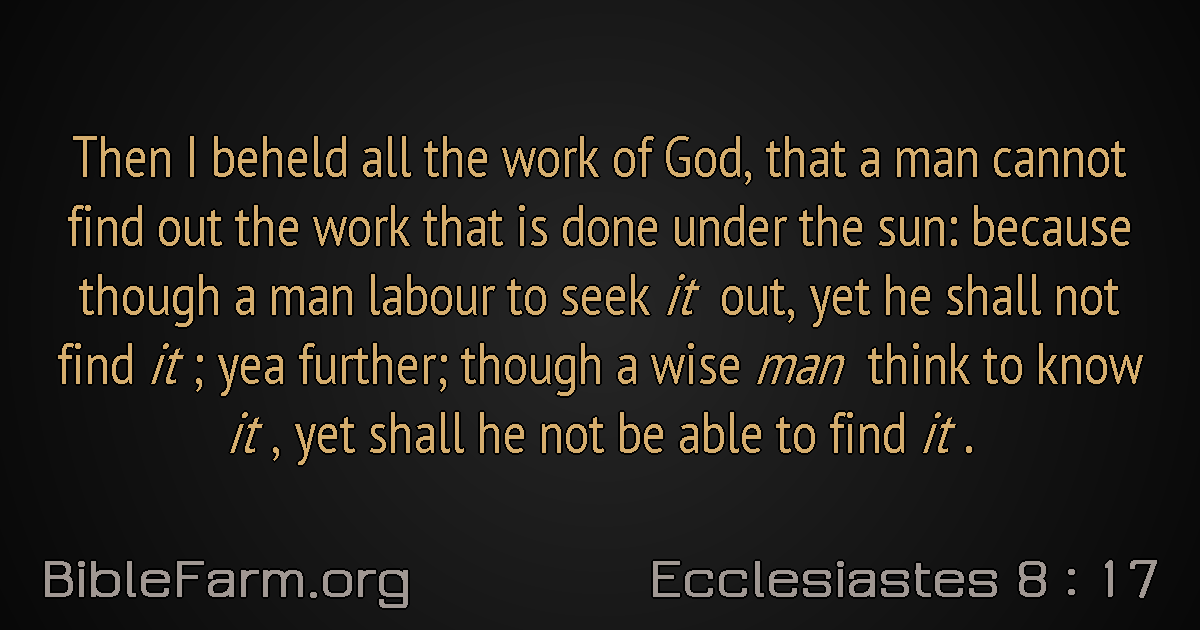 Then I beheld all the work of God, that a man cannot
find out the work that is done under the sun: because
though a man labour to seek it out, yet he shall not
find it ; yea further; though a wise man think to know
it , yet shall he not be able to find it .
BibleFarm.org
Ecclesiastes 8 : 17